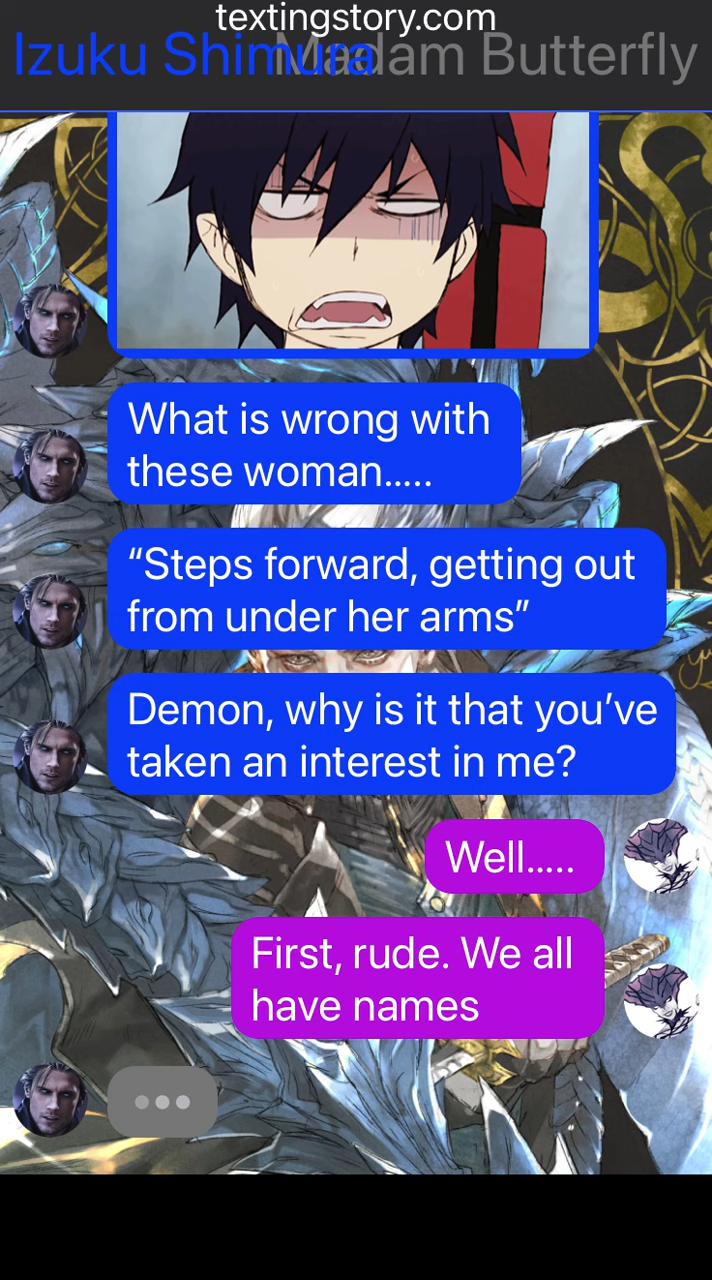 textingstory.com
Izuku Shimura
Madam Butterfly
What is wrong with
these woman.....
“Steps forward, getting out
from under her arms”
Demon, why is it that you’ve
taken an interest in me?
Well.....
First, rude. We all
have names